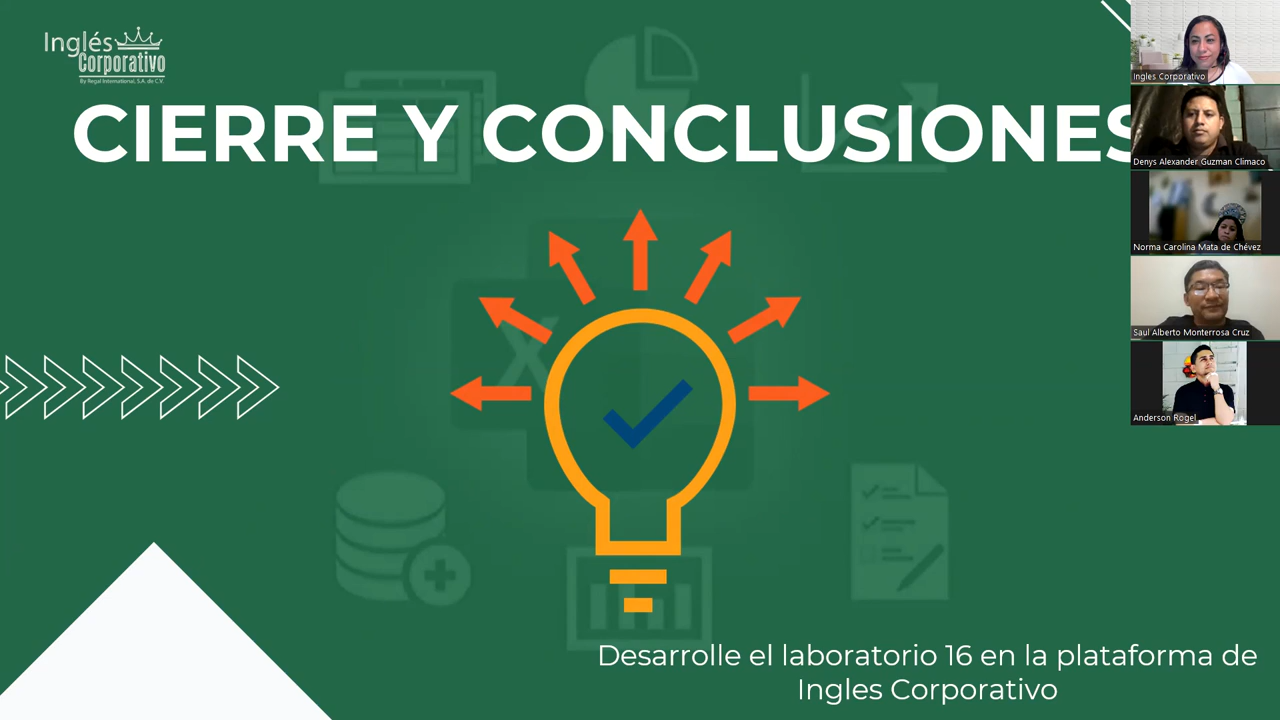 Inglés
Corporativo
By Regal International, S.A. de C.V.
CIERRE Y CONCLUSIONES
Ingles Corporativo
Denys Alexander Guzman Climaco
Norma Carolina Mata de Chévez
Saul Alberto Monterrosa Cruz
Anderson Rogel
X
Desarrolle el laboratorio 16 en la plataforma de
Ingles Corporativo